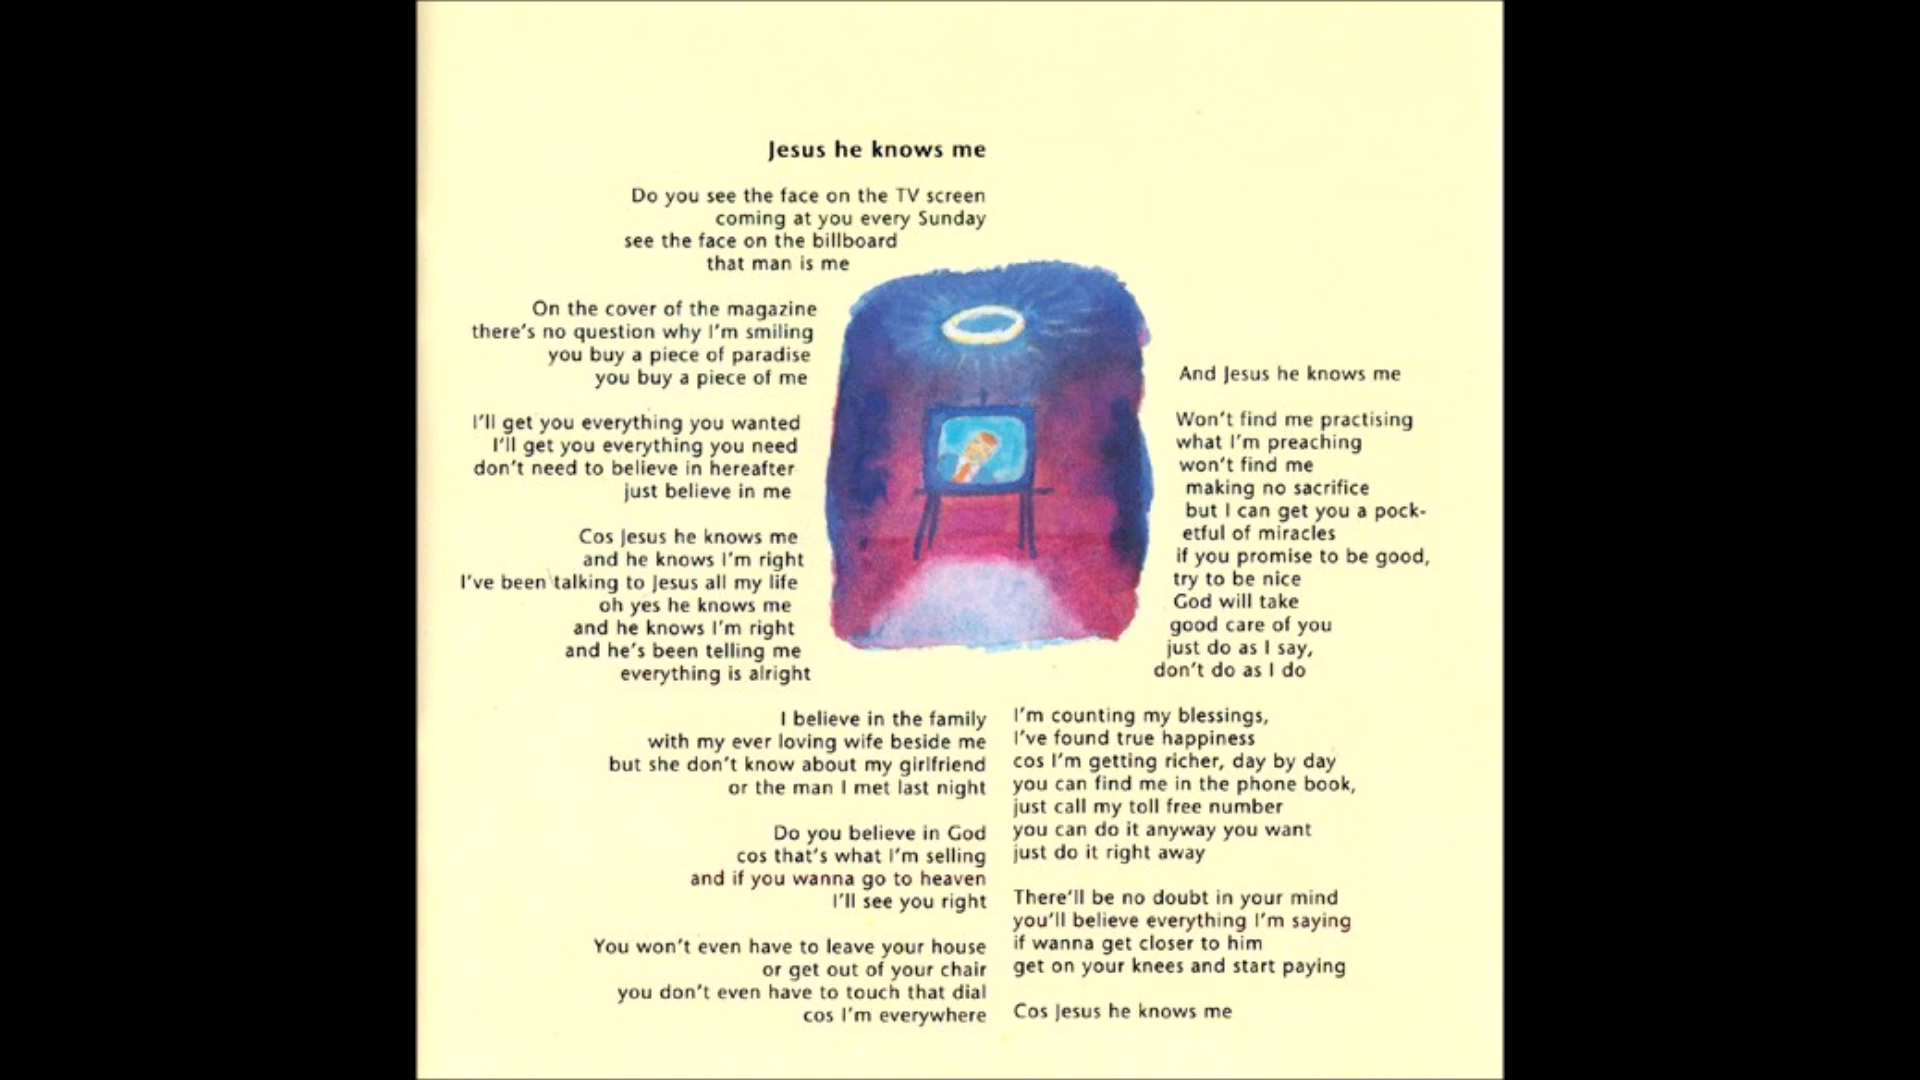 Jesus he knows me
Do you see the face on the TV screen
coming at you every Sunday
see the face on the billboard
that man is me
On the cover of the magazine
there's no question why I'm smiling
you buy a piece of paradise
you buy a piece of me
I'll get you everything you wanted
I'll get you everything you need
don't need to believe in hereafter
just believe in me
Cos Jesus he knows me
and he knows I'm right
I've been talking to Jesus all my life
oh yes he knows me
and he knows I'm right
and he's been telling me
everything is alright
I believe in the family
with my ever loving wife beside me
but she don't know about my girlfriend
or the man I met last night
Do you believe in God
cos that's what I'm selling
and if you wanna go to heaven
I'll see you right
You won't even have to leave your house
or get out of your chair
you don't even have to touch that dial
cos I'm everywhere
And Jesus he knows me
Won't find me practising
what I'm preaching
won't find me
making no sacrifice
but I can get you a pock-
etful of miracles
if you promise to be good,
try to be nice
God will take
good care of you
just do as I say,
don't do as I do
I'm counting my blessings,
I've found true happiness
cos I'm getting richer, day by day
you can find me in the phone book,
just call my toll free number
you can do it anyway you want
just do it right away
There'll be no doubt in your mind
you'll believe everything I'm saying
if wanna get closer to him
get on your knees and start paying
Cos Jesus he knows me